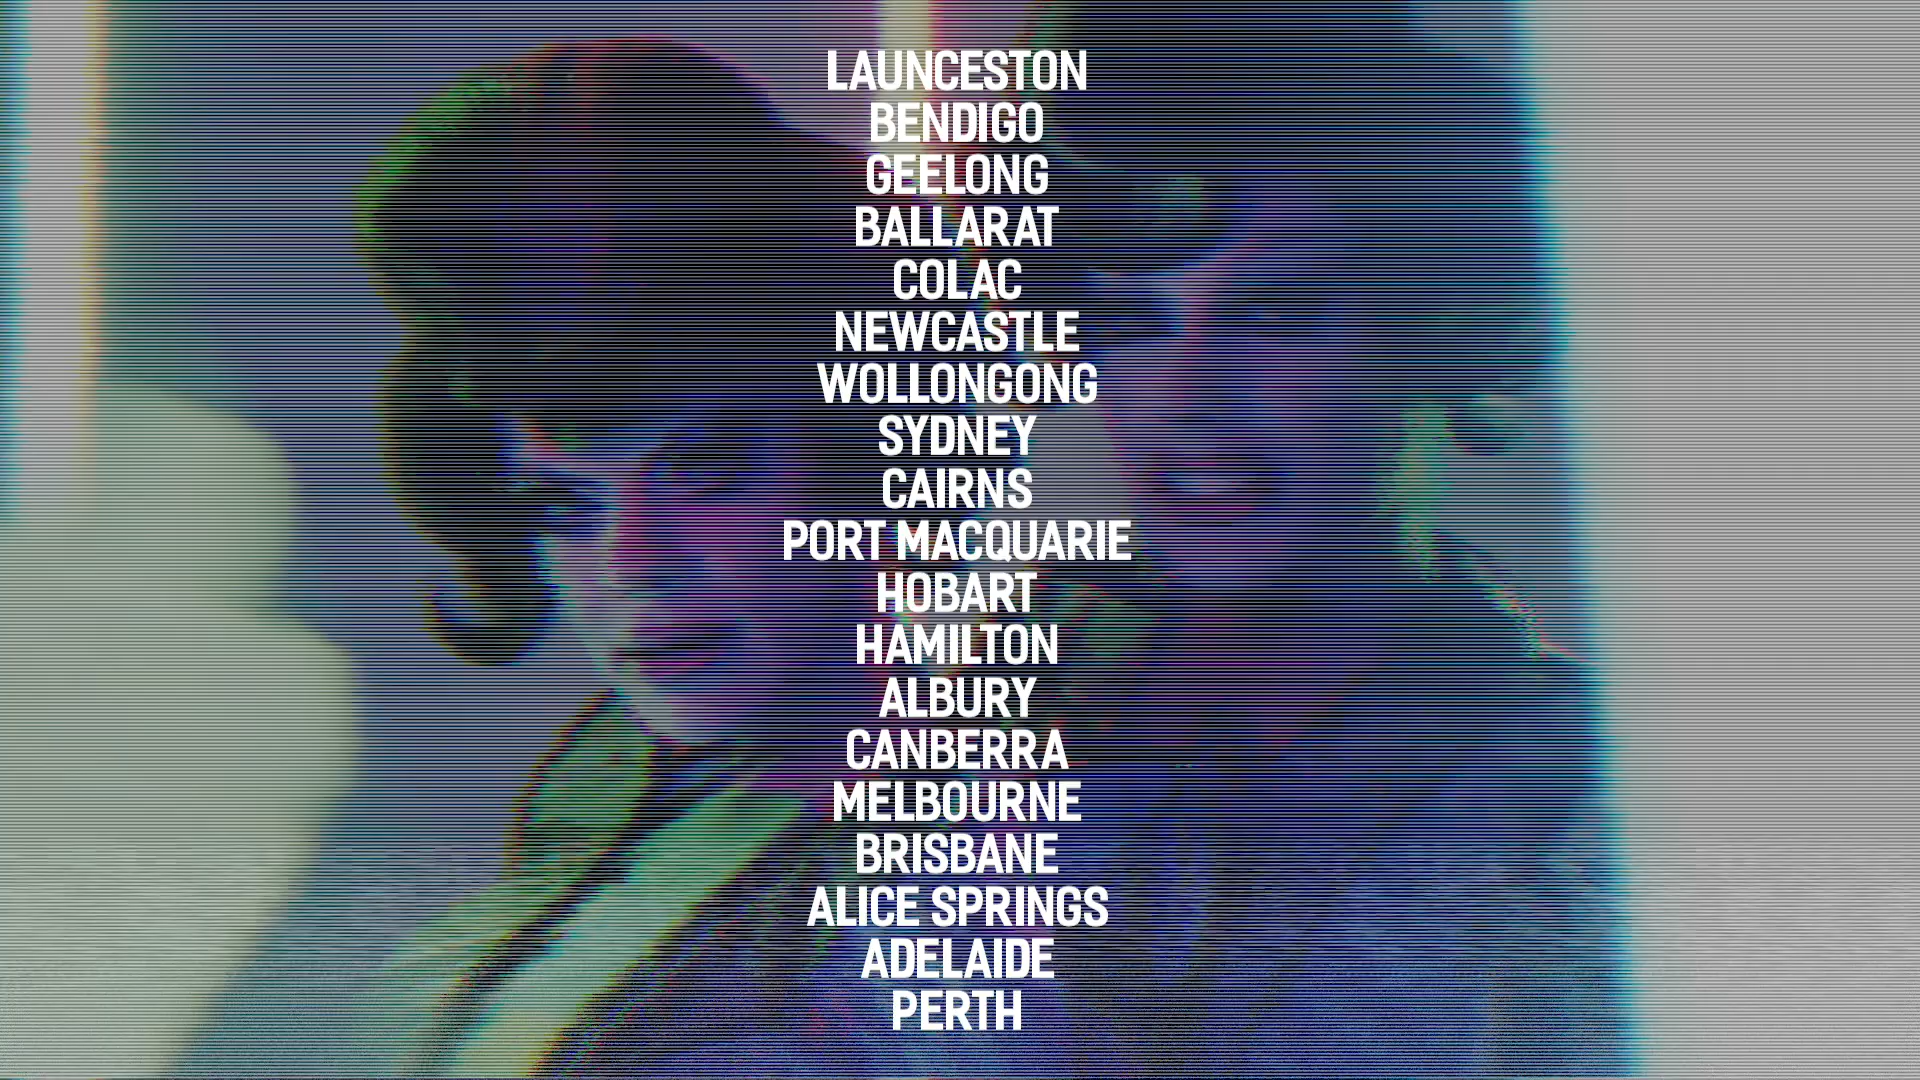 LAUNCESTON
BENDIGO
GEELONG
BALLARAT
COLAC
NEWCASTLE
WOLLONGONG
SYDNEY
CAIRNS
PORT MACQUARIE
HOBART
HAMILTON
ALBURY
CANBERRA
MELBOURNE
BRISBANE
ALICE SPRINGS
ADELAIDE
PERTH